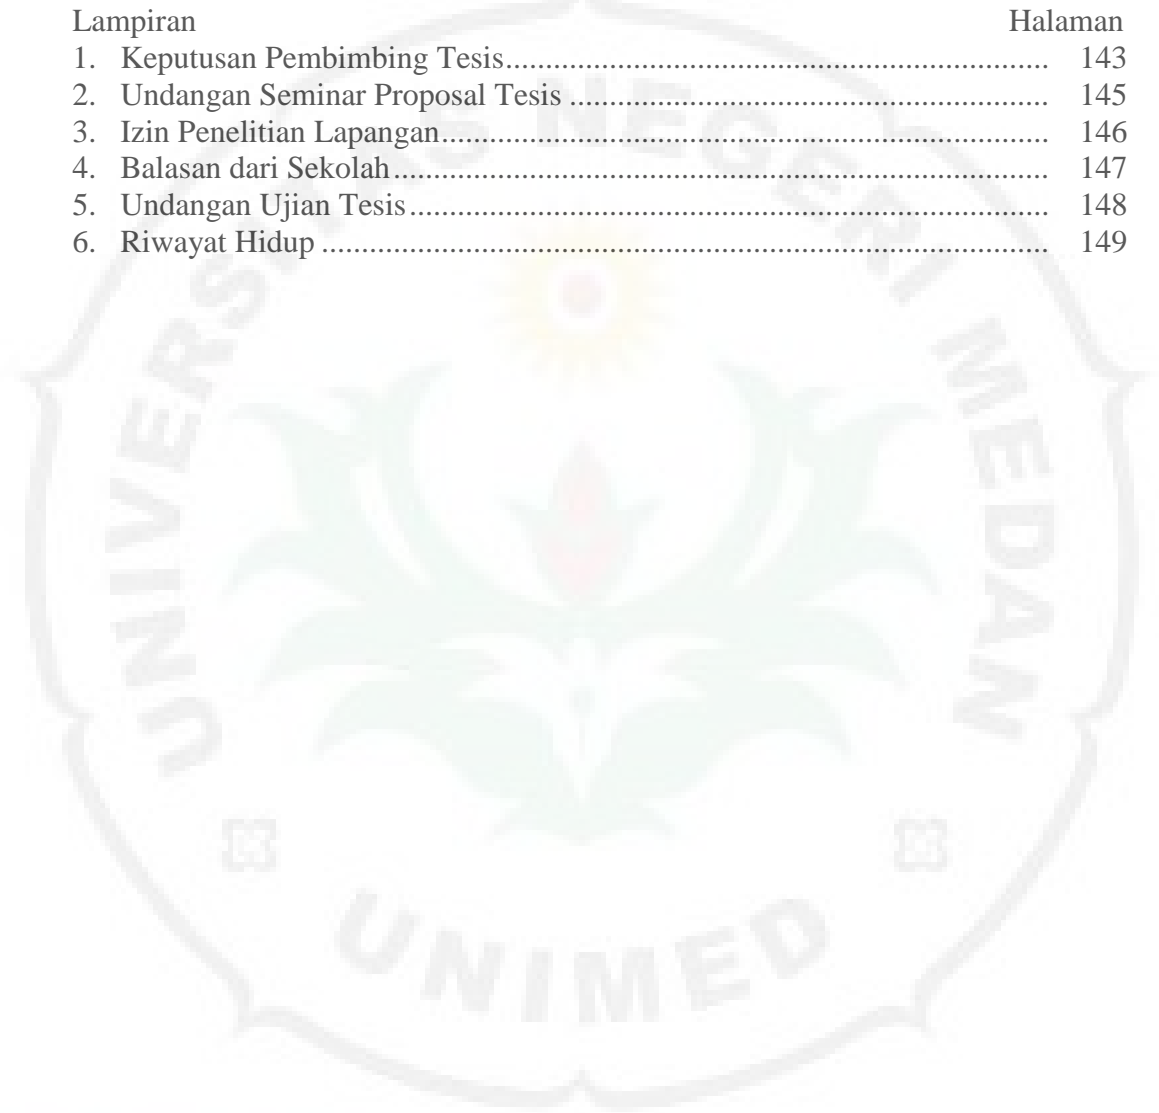 Lampiran Halaman
1. Keputusan Pembimbing Tesis.................................................................... 143
2. Undangan Seminar Proposal Tesis ............................................................ 145
3. Izin Penelitian Lapangan............................................................................ 146
4. Balasan dari Sekolah.................................................................................. 147
5. Undangan Ujian Tesis................................................................................ 148
6. Riwayat Hidup ........................................................................................... 149
UNIVERSITAS NEGERI MEDAN
UNIMED